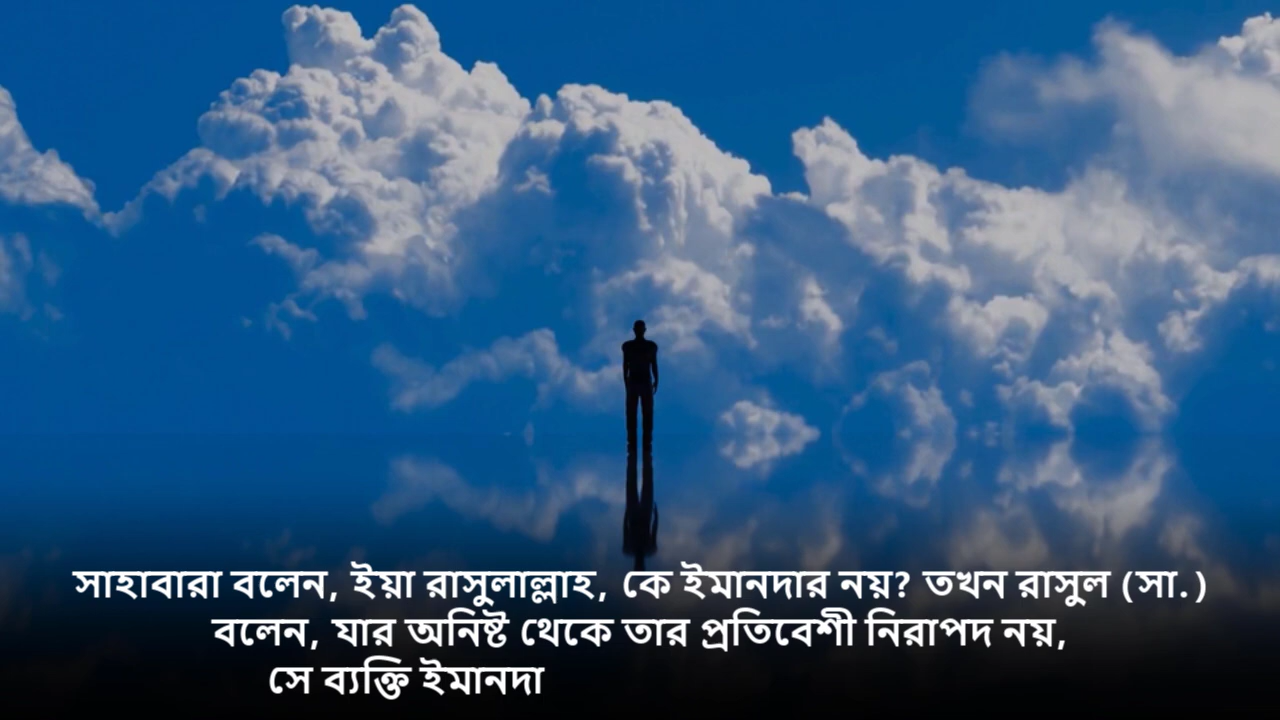 সাহাবারা বলেন, ইয়া রাসুলাল্লাহ, কে ইমানদার নয়? তখন রাসুল (সা.)
বলেন, যার অনিষ্ট থেকে তার প্রতিবেশী নিরাপদ নয়,
সে ব্যক্তি ইমানদা